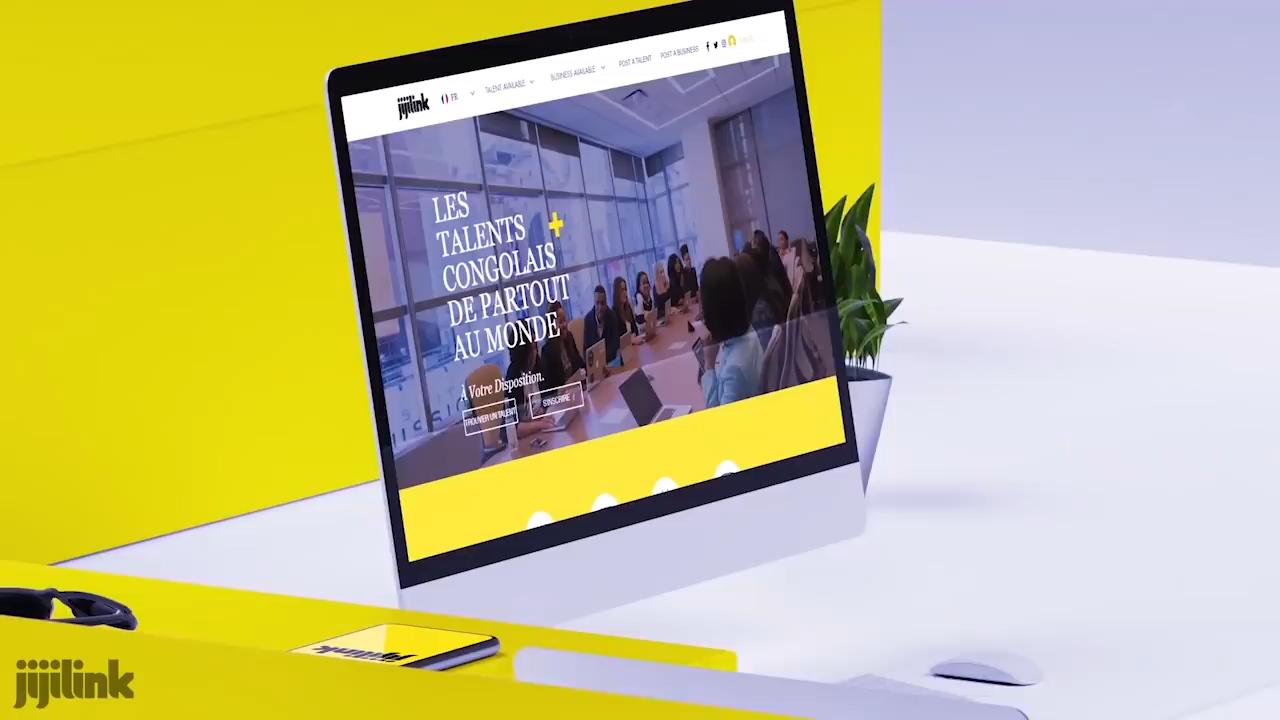 jijilink
FR
TALENT AVAILABLE
BUSINESS AVAILABLE
POST A TALENT
POST A BUSINESS
LES
TALENTS
CONGOLAIS
DE PARTOUT
AU MONDE
À Votre Disposition.
TROUVER UN TALENT
S'INSCRIRE
jijilink
jijilink